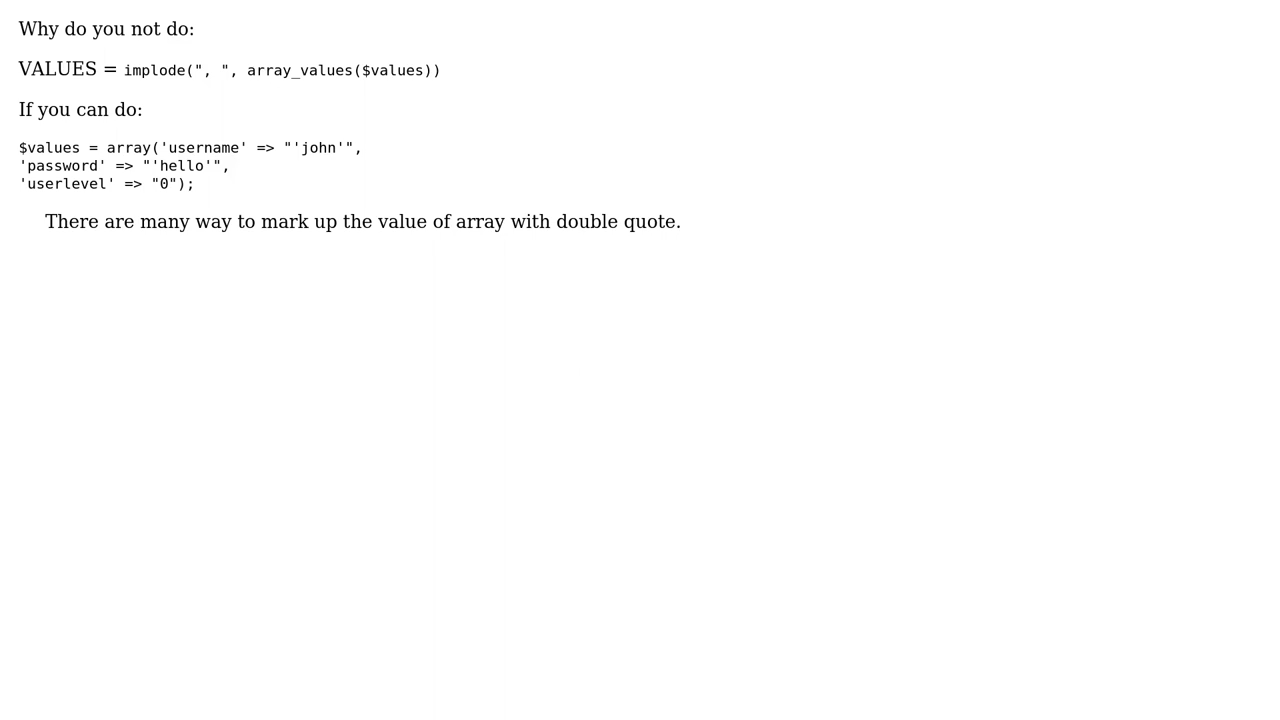 Why do you not do:
VALUES = implode(", ", array_values($values))
If you can do:
$values = array('username' => "'john'",
'password' => "'hello'",
'userlevel' => "0");
There are many way to mark up the value of array with double quote.